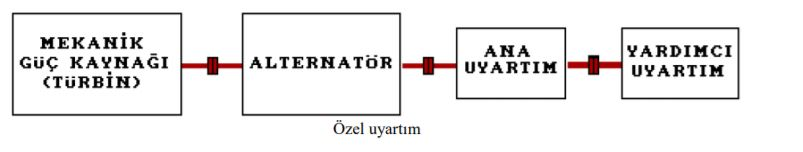 MEKANİK
GÜÇ KAYNAĞI
(TÜRBİN)
ALTERNATÖR
ANA
UYARTIM
YARDIMCI
UYARTIM
Özel uyartım